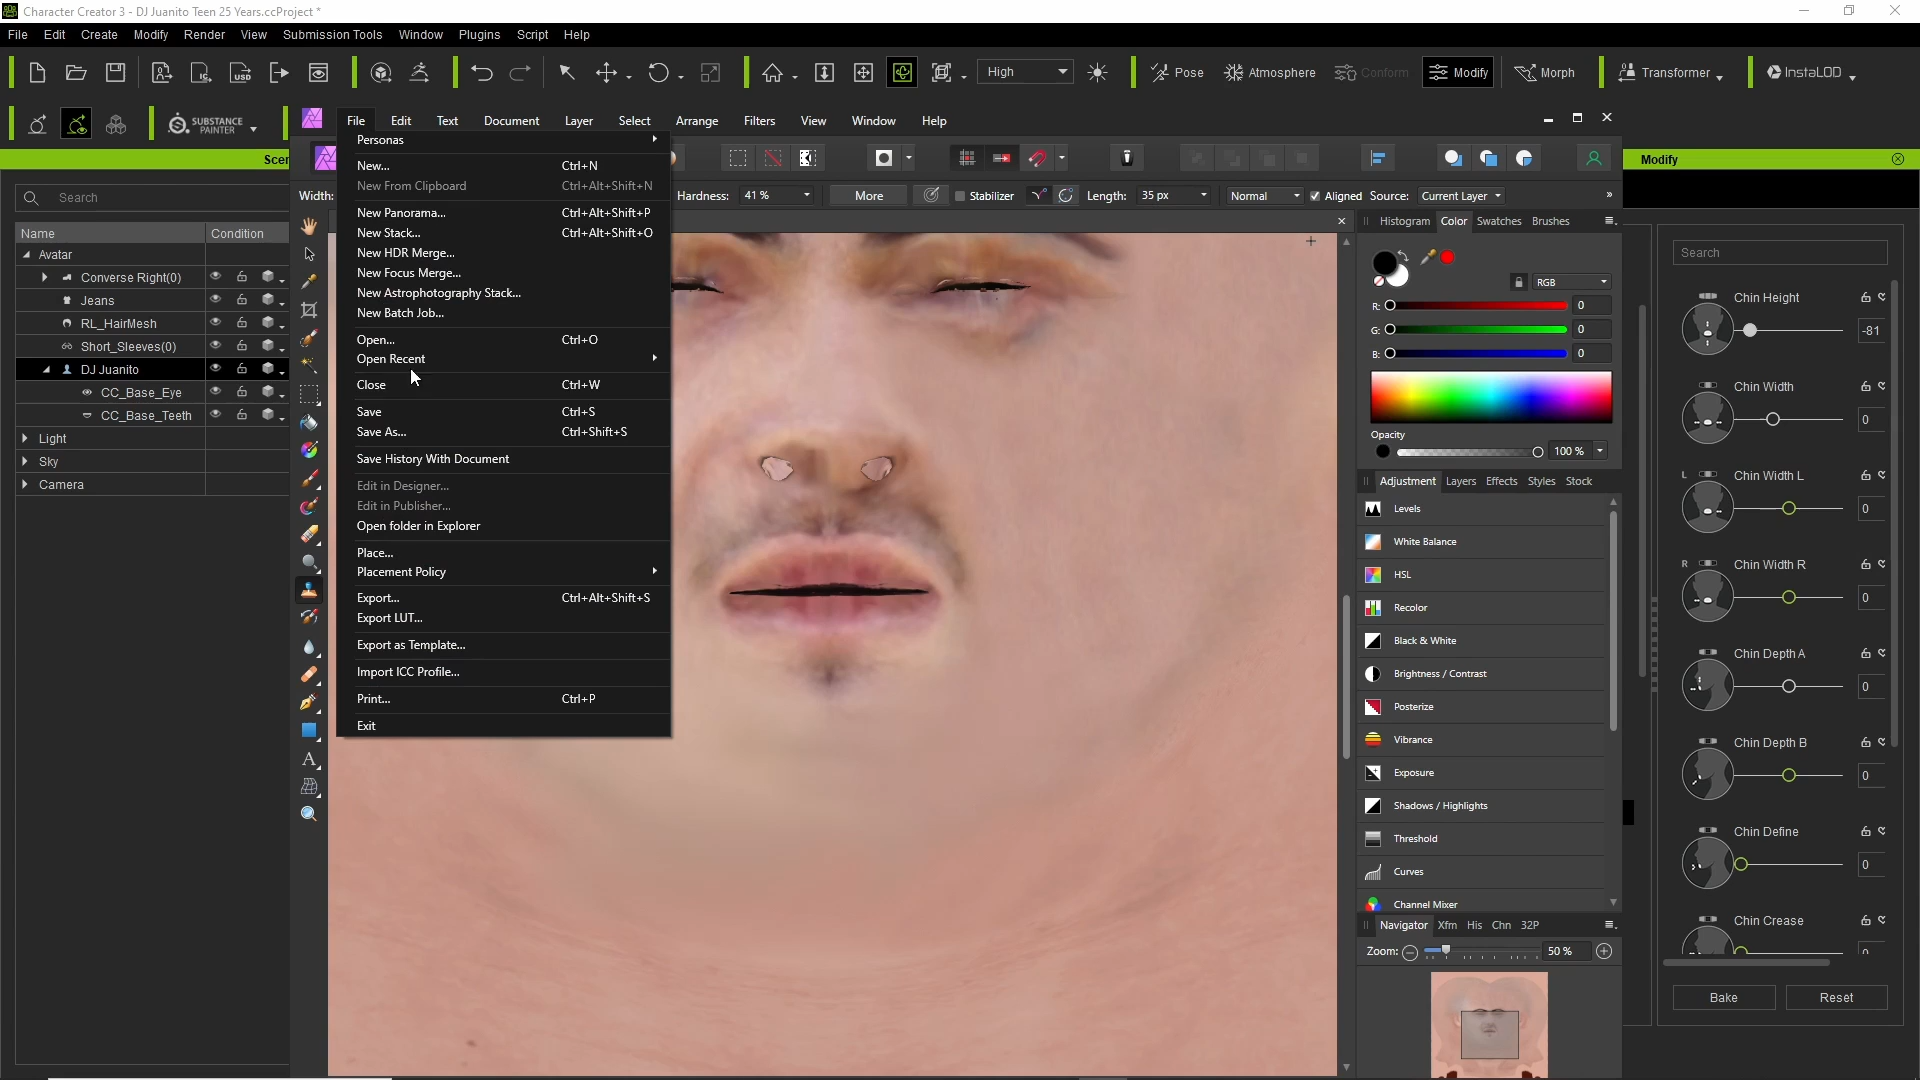 Character Creator 3 - DJ Juanito Teen 25 Years.ccProject *
File Edit Create Modify Render View Submission Tools Window Plugins Script Help
High Pose Atmosphere Conform Modify Morph Transformer InstaLOD
SUBSTANCE PAINTER
File Edit Text Document Layer Select Arrange Filters View Window Help
Scen
Modify
Personas
New... Ctrl+N
New From Clipboard Ctrl+Alt+Shift+N
New Panorama... Ctrl+Alt+Shift+P
New Stack... Ctrl+Alt+Shift+O
New HDR Merge...
New Focus Merge...
New Astrophotography Stack...
New Batch Job...
Open... Ctrl+O
Open Recent
Close Ctrl+W
Save Ctrl+S
Save As... Ctrl+Shift+S
Save History With Document
Edit in Designer...
Edit in Publisher...
Open folder in Explorer
Place...
Placement Policy
Export... Ctrl+Alt+Shift+S
Export LUT...
Export as Template...
Import ICC Profile...
Print... Ctrl+P
Exit
Width: Hardness: 41 % More Stabilizer Length: 35 px Normal Aligned Source: Current Layer
Search
Name Condition
Avatar
Converse Right(0)
Jeans
RL_HairMesh
Short_Sleeves(0)
DJ Juanito
CC_Base_Eye
CC_Base_Teeth
Light
Sky
Camera
Histogram Color Swatches Brushes
RGB
R: 0
G: 0
B: 0
Opacity
100 %
Adjustment Layers Effects Styles Stock
Levels
White Balance
HSL
Recolor
Black & White
Brightness / Contrast
Posterize
Vibrance
Exposure
Shadows / Highlights
Threshold
Curves
Channel Mixer
Navigator Xfm His Chn 32P
Zoom: 50 %
Search
Chin Height
-81
Chin Width
0
L Chin Width L
0
R Chin Width R
0
Chin Depth A
0
Chin Depth B
0
Chin Define
0
Chin Crease
0
Bake Reset